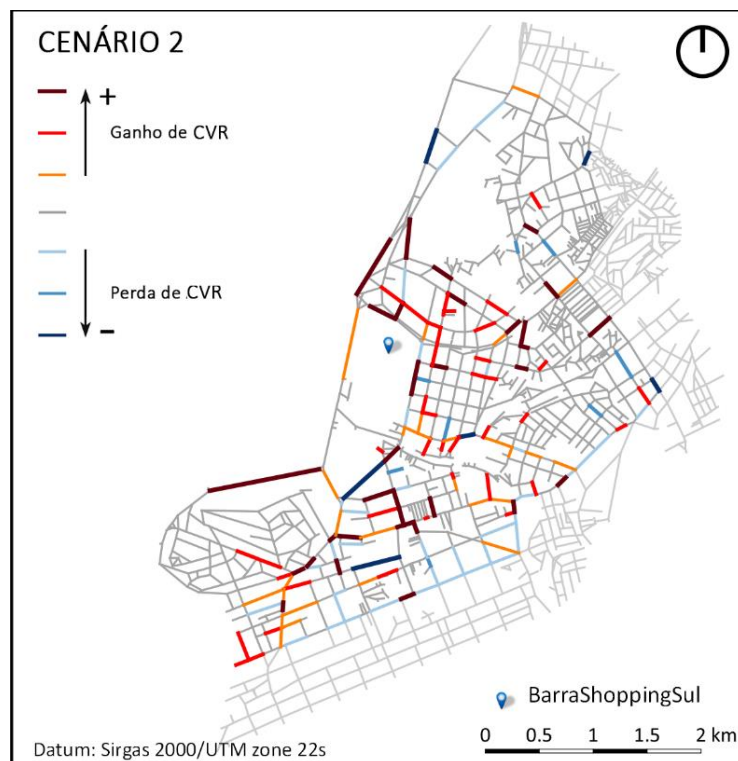 CENÁRIO 2
+
Ganho de CVR
Perda de CVR
-
BarraShoppingSul
0 0.5 1 1.5 2 km
Datum: Sirgas 2000/UTM zone 22s